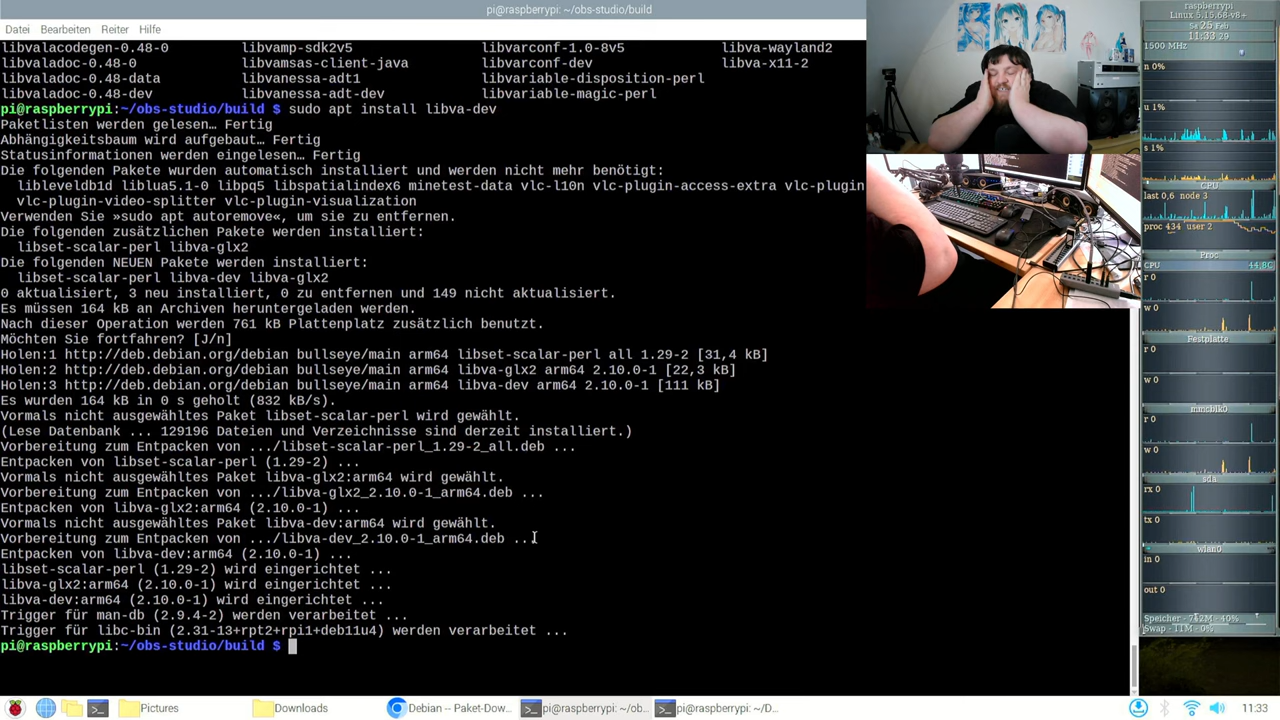 pi@raspberrypi: ~/obs-studio/build
Datei Bearbeiten Reiter Hilfe
libvalacodegen-0.48-0 libvamp-sdk2v5 libvarconf-1.0-8v5 libva-wayland2
libvaladoc-0.48-0 libvamsas-client-java libvarconf-dev libva-x11-2
libvaladoc-0.48-data libvanessa-adt1 libvariable-disposition-perl
libvaladoc-0.48-dev libvanessa-adt-dev libvariable-magic-perl
pi@raspberrypi:~/obs-studio/build $ sudo apt install libva-dev
Paketlisten werden gelesen… Fertig
Abhängigkeitsbaum wird aufgebaut… Fertig
Statusinformationen werden eingelesen… Fertig
Die folgenden Pakete wurden automatisch installiert und werden nicht mehr benötigt:
libleveldb1d liblua5.1-0 libpq5 libspatialindex6 minetest-data vlc-l10n vlc-plugin-access-extra vlc-plugin
vlc-plugin-video-splitter vlc-plugin-visualization
Verwenden Sie »sudo apt autoremove«, um sie zu entfernen.
Die folgenden zusätzlichen Pakete werden installiert:
libset-scalar-perl libva-glx2
Die folgenden NEUEN Pakete werden installiert:
libset-scalar-perl libva-dev libva-glx2
0 aktualisiert, 3 neu installiert, 0 zu entfernen und 149 nicht aktualisiert.
Es müssen 164 kB an Archiven heruntergeladen werden.
Nach dieser Operation werden 761 kB Plattenplatz zusätzlich benutzt.
Möchten Sie fortfahren? [J/n]
Holen:1 http://deb.debian.org/debian bullseye/main arm64 libset-scalar-perl all 1.29-2 [31,4 kB]
Holen:2 http://deb.debian.org/debian bullseye/main arm64 libva-glx2 arm64 2.10.0-1 [22,3 kB]
Holen:3 http://deb.debian.org/debian bullseye/main arm64 libva-dev arm64 2.10.0-1 [111 kB]
Es wurden 164 kB in 0 s geholt (832 kB/s).
Vormals nicht ausgewähltes Paket libset-scalar-perl wird gewählt.
(Lese Datenbank ... 129196 Dateien und Verzeichnisse sind derzeit installiert.)
Vorbereitung zum Entpacken von .../libset-scalar-perl_1.29-2_all.deb ...
Entpacken von libset-scalar-perl (1.29-2) ...
Vormals nicht ausgewähltes Paket libva-glx2:arm64 wird gewählt.
Vorbereitung zum Entpacken von .../libva-glx2_2.10.0-1_arm64.deb ...
Entpacken von libva-glx2:arm64 (2.10.0-1) ...
Vormals nicht ausgewähltes Paket libva-dev:arm64 wird gewählt.
Vorbereitung zum Entpacken von .../libva-dev_2.10.0-1_arm64.deb ...
Entpacken von libva-dev:arm64 (2.10.0-1) ...
libset-scalar-perl (1.29-2) wird eingerichtet ...
libva-glx2:arm64 (2.10.0-1) wird eingerichtet ...
libva-dev:arm64 (2.10.0-1) wird eingerichtet ...
Trigger für man-db (2.9.4-2) werden verarbeitet ...
Trigger für libc-bin (2.31-13+rpt2+rpi1+deb11u4) werden verarbeitet ...
pi@raspberrypi:~/obs-studio/build $
raspberrypi
Linux 5.15.68-v8+
Sa 25 Feb
11:33 29
1500 MHz
n 0%
u 1%
s 1%
CPU
last 0,6 node 3
proc 434 user 2
Proc
CPU 44,8C
r 0
w 0
Festplatte
r 0
w 0
mmcblk0
r 0
w 0
sda
rx 0
tx 0
wlan0
in 0
out 0
Speicher - 742M - 40%
Swap - 11M - 0%
Pictures
Downloads
Debian -- Paket-Dow...
pi@raspberrypi: ~/ob...
pi@raspberrypi: ~/D...
11:33